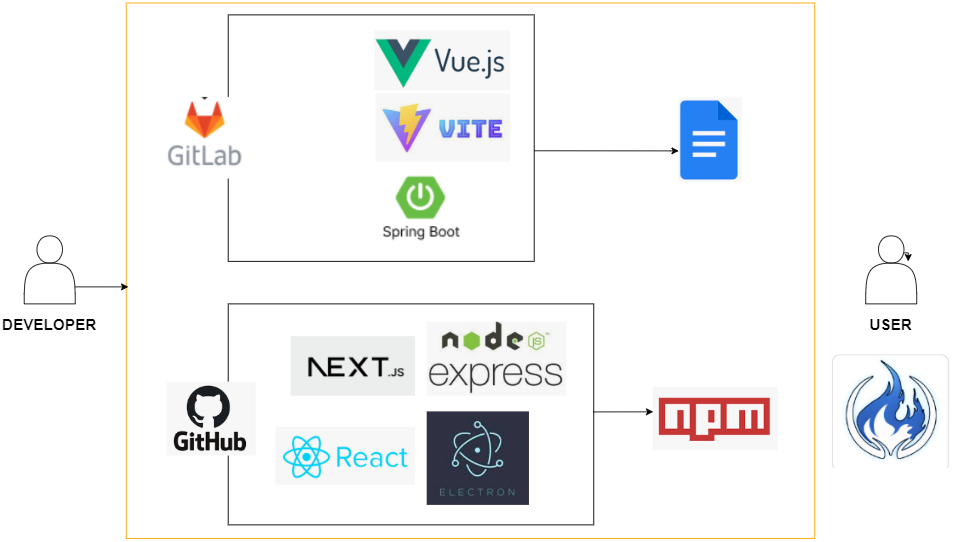 Vue.js
VITE
GitLab
Spring Boot
DEVELOPER
USER
node
JS
NEXT.JS
express
GitHub
npm
React
ELECTRON